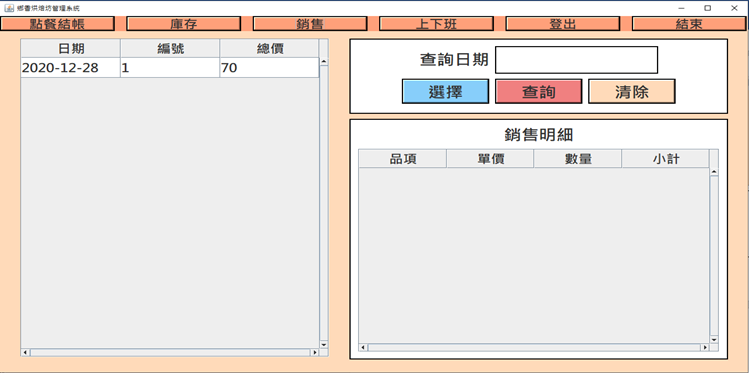 鄉香烘焙坊管理系統
點餐結帳 庫存 銷售 上下班 登出 結束
日期 編號 總價
2020-12-28 1 70
查詢日期
選擇 查詢 清除
銷售明細
品項 單價 數量 小計